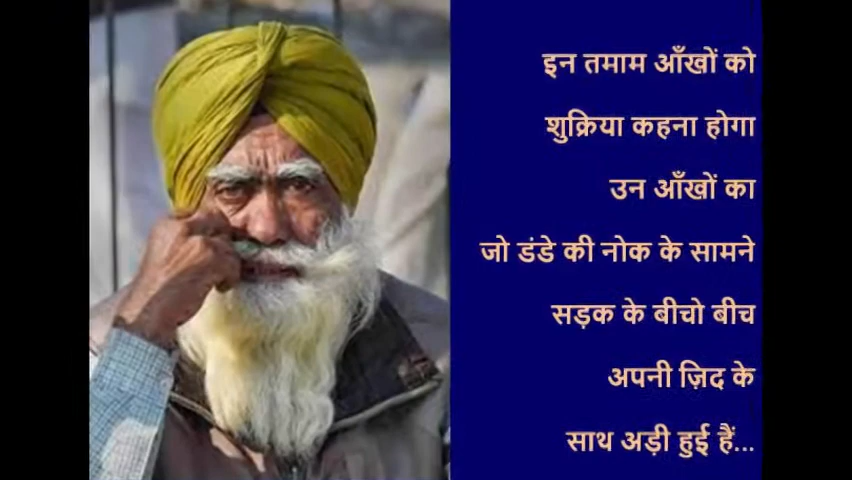 इन तमाम आँखों को
शुक्रिया कहना होगा
उन आँखों का
जो डंडे की नोक के सामने
सड़क के बीचो बीच
अपनी ज़िद के
साथ अड़ी हुई हैं...